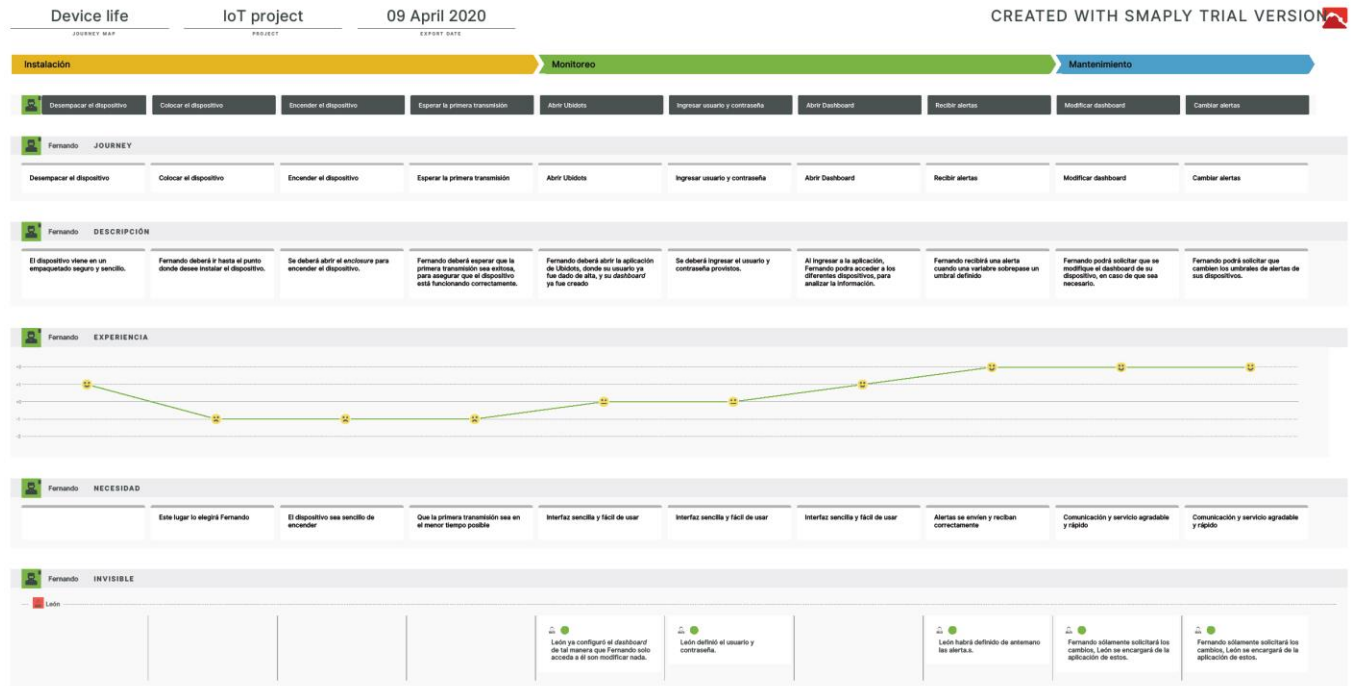 Device life
JOURNEY MAP
IoT project
PROJECT
09 April 2020
EXPORT DATE
CREATED WITH SMAPLY TRIAL VERSION
Instalación
Monitoreo
Mantenimiento
Desempacar el dispositivo
Colocar el dispositivo
Encender el dispositivo
Esperar la primera transmisión
Abrir Ubidots
Ingresar usuario y contraseña
Abrir Dashboard
Recibir alertas
Modificar dashboard
Cambiar alertas
Fernando JOURNEY
Desempacar el dispositivo
Colocar el dispositivo
Encender el dispositivo
Esperar la primera transmisión
Abrir Ubidots
Ingresar usuario y contraseña
Abrir Dashboard
Recibir alertas
Modificar dashboard
Cambiar alertas
Fernando DESCRIPCIÓN
El dispositivo viene en un
empaquetado seguro y sencillo.
Fernando deberá ir hasta el punto
donde desee instalar el dispositivo.
Se deberá abrir el enclosure para
encender el dispositivo.
Fernando deberá esperar que la
primera transmisión sea exitosa,
para asegurar que el dispositivo
está funcionando correctamente.
Fernando deberá abrir la aplicación
de Ubidots, donde su usuario ya
fue dado de alta, y su dashboard
ya fue creado
Se deberá ingresar el usuario y
contraseña provistos.
Al ingresar a la aplicación,
Fernando podra acceder a los
diferentes dispositivos, para
analizar la información.
Fernando recibirá una alerta
cuando una variabre sobrepase un
umbral definido
Fernando podrá solicitar que se
modifique el dashboard de su
dispositivo, en caso de que sea
necesario.
Fernando podrá solicitar que
cambien los umbrales de alertas de
sus dispositivos.
Fernando EXPERIENCIA
+2
+1
+0
-1
-2
Fernando NECESIDAD
Este lugar lo elegirá Fernando
El dispositivo sea sencillo de
encender
Que la primera transmisión sea en
el menor tiempo posible
Interfaz sencilla y fácil de usar
Interfaz sencilla y fácil de usar
Interfaz sencilla y fácil de usar
Alertas se envíen y reciban
correctamente
Comunicación y servicio agradable
y rápido
Comunicación y servicio agradable
y rápido
Fernando INVISIBLE
León
León ya configuró el dashboard
de tal manera que Fernando solo
acceda a él son modificar nada.
León definió el usuario y
contraseña.
León habrá definido de antemano
las alerta.s.
Fernando sólamente solicitará los
cambios, León se encargará de la
aplicación de estos.
Fernando sólamente solicitará los
cambios, León se encargará de la
aplicación de estos.